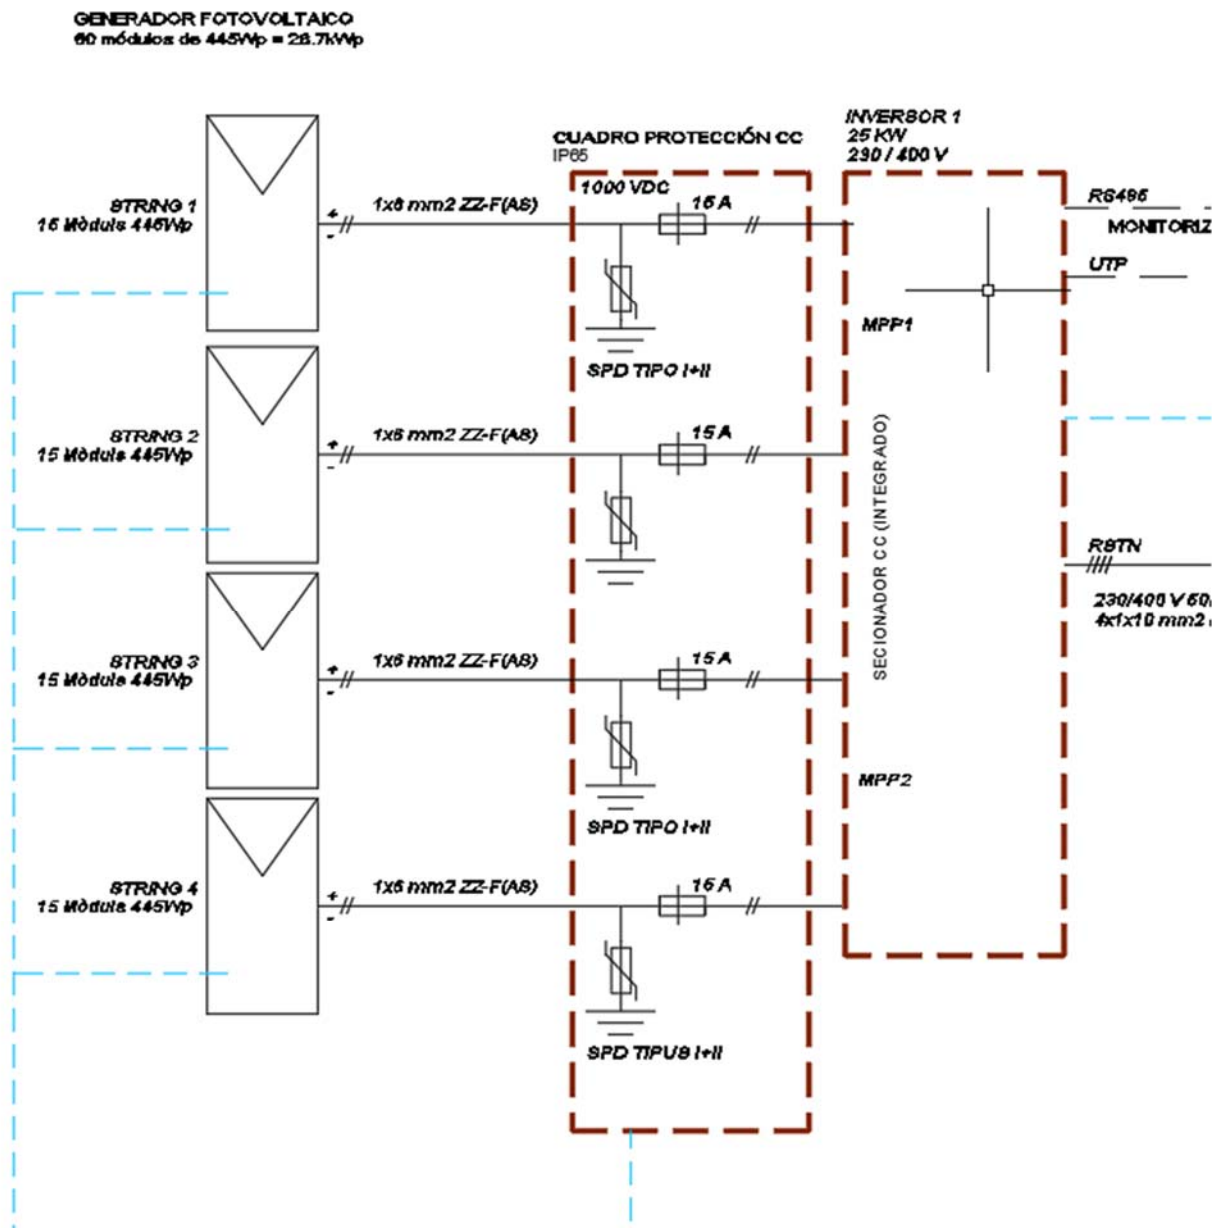 GENERADOR FOTOVOLTAICO
60 módulos de 445Wp = 26.7kWp
INVERSOR 1
25 KW
230 / 400 V
CUADRO PROTECCIÓN CC
IP65
1000 VDC
STRING 1
15 Mòduls 445Wp
+
-
1x6 mm2 ZZ-F(AS)
15 A
RS485
MONITORIZ
UTP
MPP1
SPD TIPO I+II
STRING 2
15 Mòduls 445Wp
+
-
1x6 mm2 ZZ-F(AS)
15 A
SECIONADOR CC (INTEGRADO)
RSTN
230/400 V 50
4x1x10 mm2
STRING 3
15 Mòduls 445Wp
+
-
1x6 mm2 ZZ-F(AS)
15 A
MPP2
SPD TIPO I+II
STRING 4
15 Mòduls 445Wp
+
-
1x6 mm2 ZZ-F(AS)
15 A
SPD TIPUS I+II